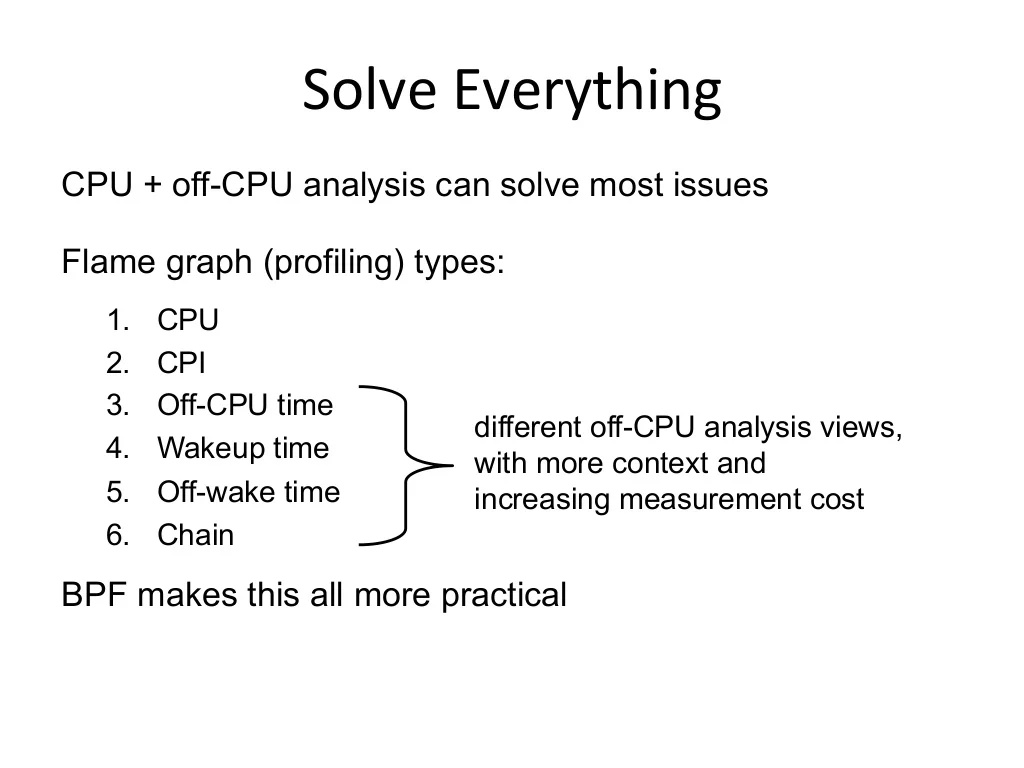 Solve Everything
CPU + off-CPU analysis can solve most issues
Flame graph (profiling) types:
1. CPU
2. CPI
3. Off-CPU time
4. Wakeup time
5. Off-wake time
6. Chain
different off-CPU analysis views,
with more context and
increasing measurement cost
BPF makes this all more practical